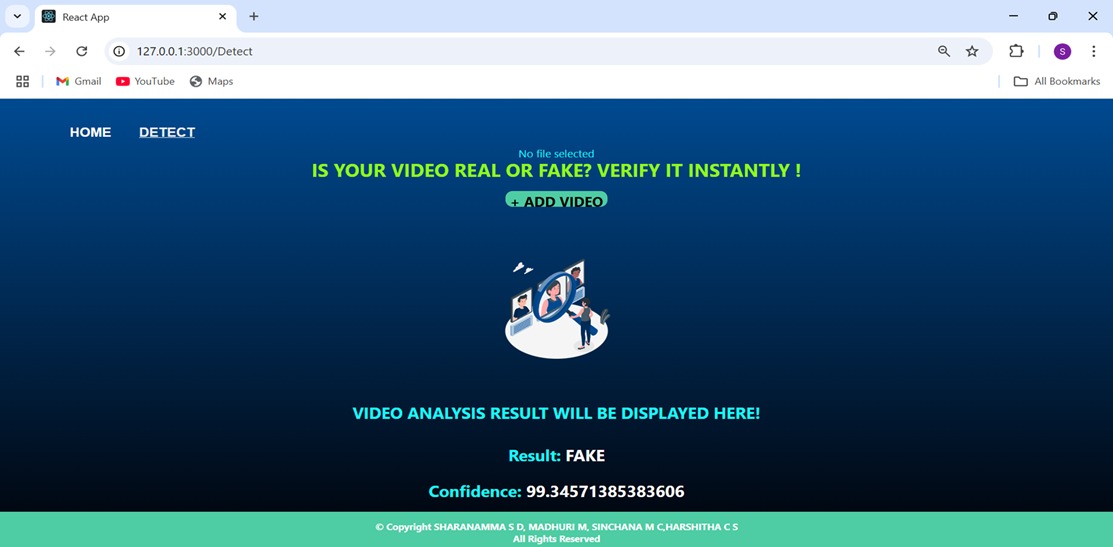 React App
127.0.0.1:3000/Detect
S
Gmail YouTube Maps All Bookmarks
HOME DETECT
No file selected
IS YOUR VIDEO REAL OR FAKE? VERIFY IT INSTANTLY !
+ ADD VIDEO
VIDEO ANALYSIS RESULT WILL BE DISPLAYED HERE!
Result: FAKE
Confidence: 99.34571385383606
© Copyright SHARANAMMA S D, MADHURI M, SINCHANA M C,HARSHITHA C S
All Rights Reserved